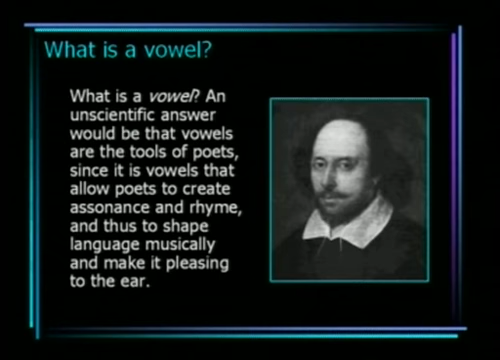 What is a vowel?
What is a vowel? An
unscientific answer
would be that vowels
are the tools of poets,
since it is vowels that
allow poets to create
assonance and rhyme,
and thus to shape
language musically
and make it pleasing
to the ear.